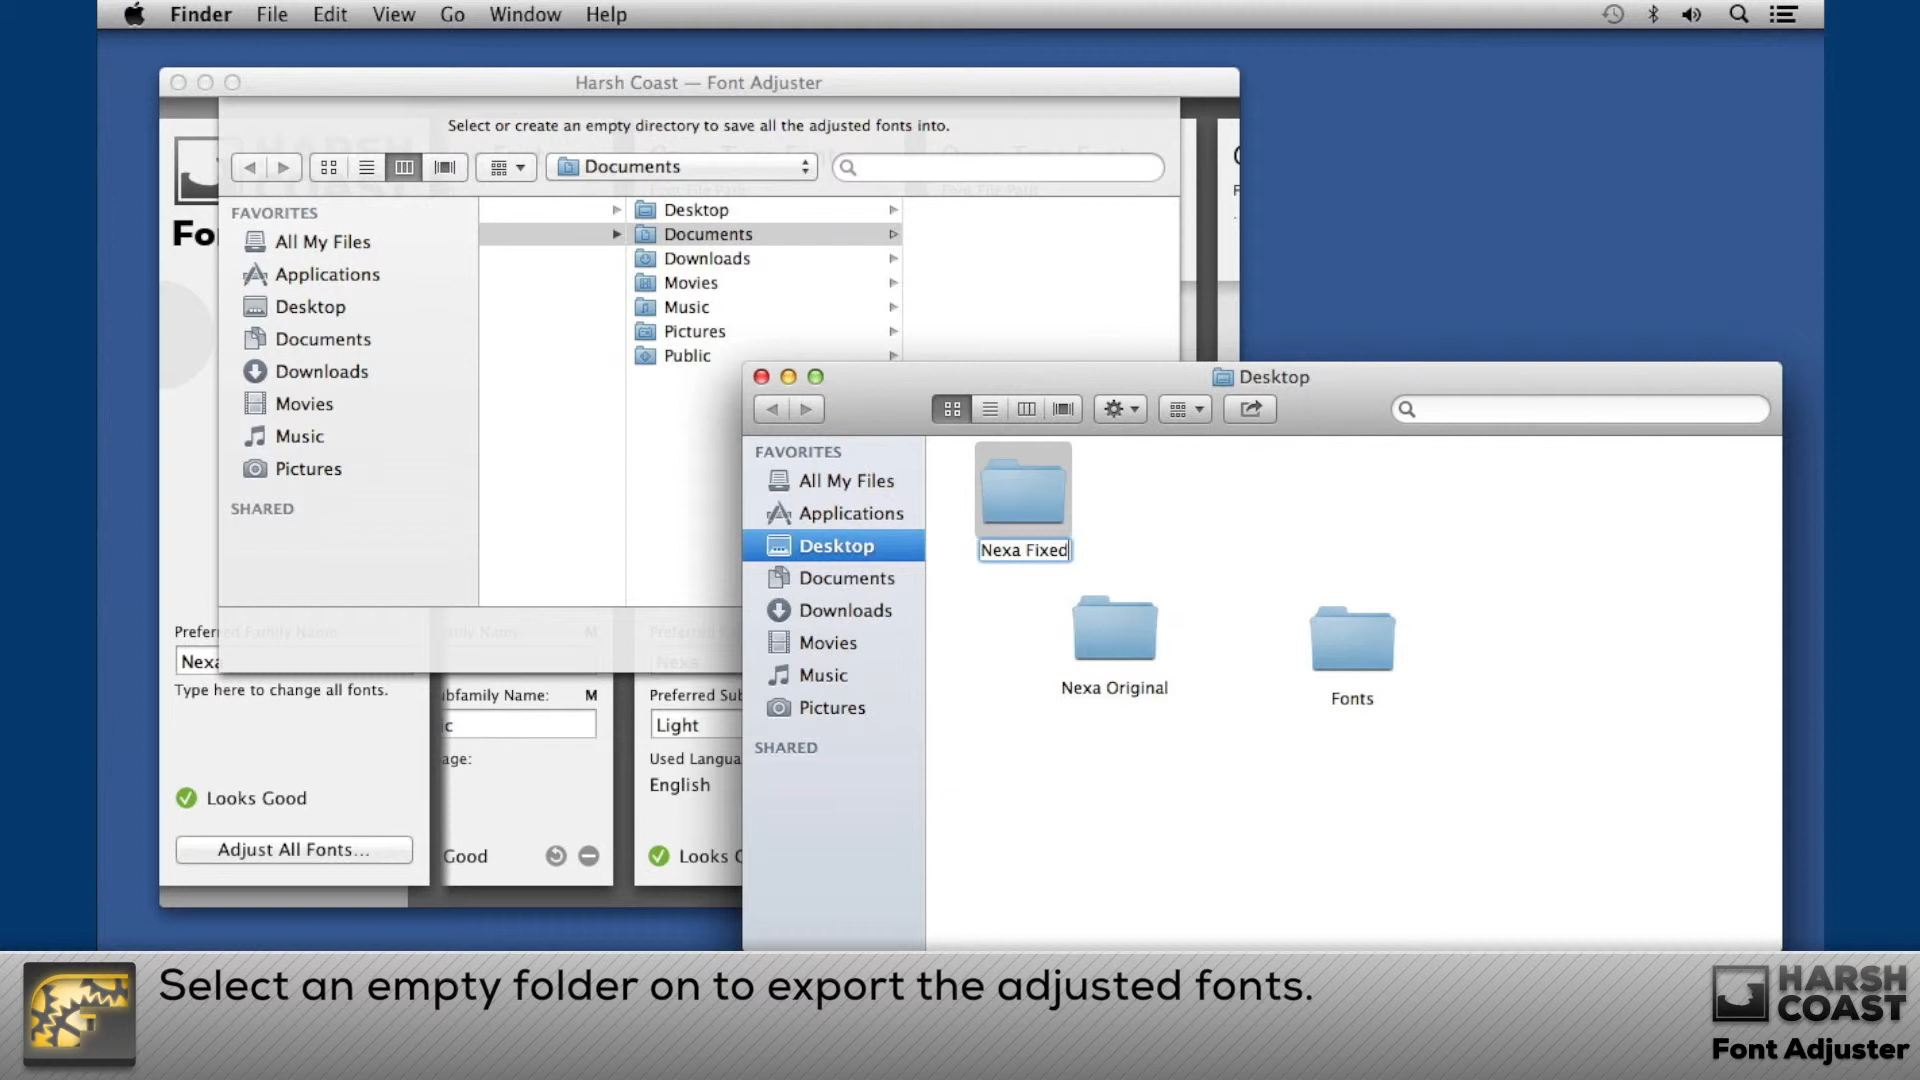 Finder File Edit View Go Window Help
Harsh Coast — Font Adjuster
Select or create an empty directory to save all the adjusted fonts into.
Documents
FAVORITES
All My Files
Applications
Desktop
Documents
Downloads
Movies
Music
Pictures
SHARED
Desktop
Documents
Downloads
Movies
Music
Pictures
Public
Fo
Preferred Family Name
Nexa
Type here to change all fonts.
Looks Good
Adjust All Fonts...
bfamily Name: M
ic
age:
Good
Preferred Sub
Light
Used Langua
English
Looks
Desktop
FAVORITES
All My Files
Applications
Desktop
Documents
Downloads
Movies
Music
Pictures
SHARED
Nexa Fixed
Nexa Original
Fonts
Select an empty folder on to export the adjusted fonts.
HARSH
COAST
Font Adjuster